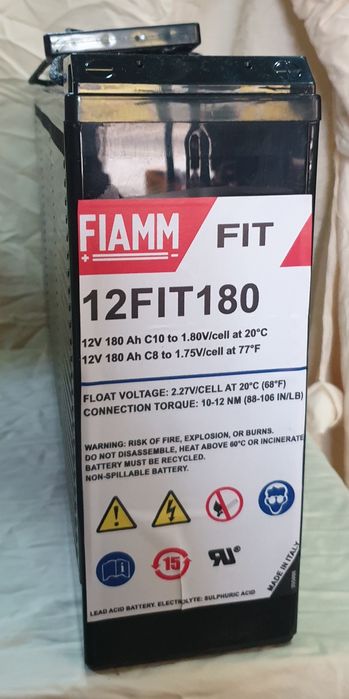 FIAMM
FIT
12FIT180
12V 180 Ah C10 to 1.80V/cell at 20°C
12V 180 Ah C8 to 1.75V/cell at 77°F
FLOAT VOLTAGE: 2.27V/CELL AT 20°C (68°F)
CONNECTION TORQUE: 10-12 NM (88-106 IN/LB)
WARNING: RISK OF FIRE, EXPLOSION, OR BURNS.
DO NOT DISASSEMBLE, HEAT ABOVE 60°C OR INCINERATE
BATTERY MUST BE RECYCLED.
NON-SPILLABLE BATTERY.
15
MADE IN ITALY
LEAD ACID BATTERY. ELECTROLYTE: SULPHURIC ACID